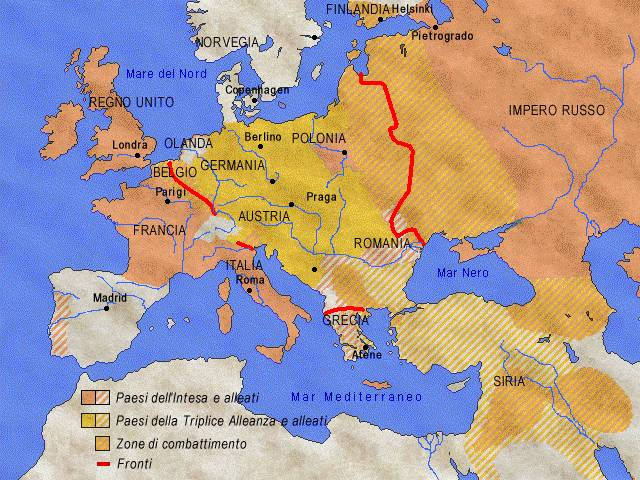 FINLANDIA Helsinki
Pietrogrado
NORVEGIA
Mare del Nord
Copenhagen
REGNO UNITO
IMPERO RUSSO
Londra
OLANDA
Berlino
POLONIA
BELGIO
GERMANIA
Parigi
Praga
AUSTRIA
FRANCIA
ROMANIA
ITALIA
Roma
Mar Nero
Madrid
GRECIA
Atene
SIRIA
Mar Mediterraneo
Paesi dell'Intesa e alleati
Paesi della Triplice Alleanza e alleati
Zone di combattimento
Fronti